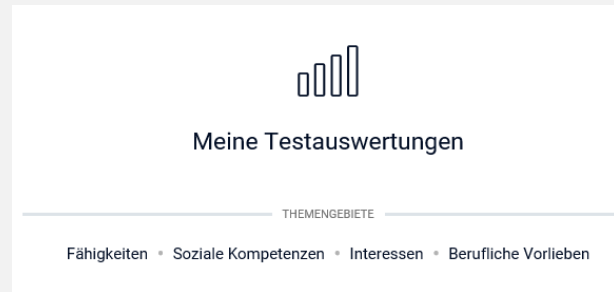 Meine Testauswertungen
THEMENGEBIETE
Fähigkeiten • Soziale Kompetenzen • Interessen • Berufliche Vorlieben